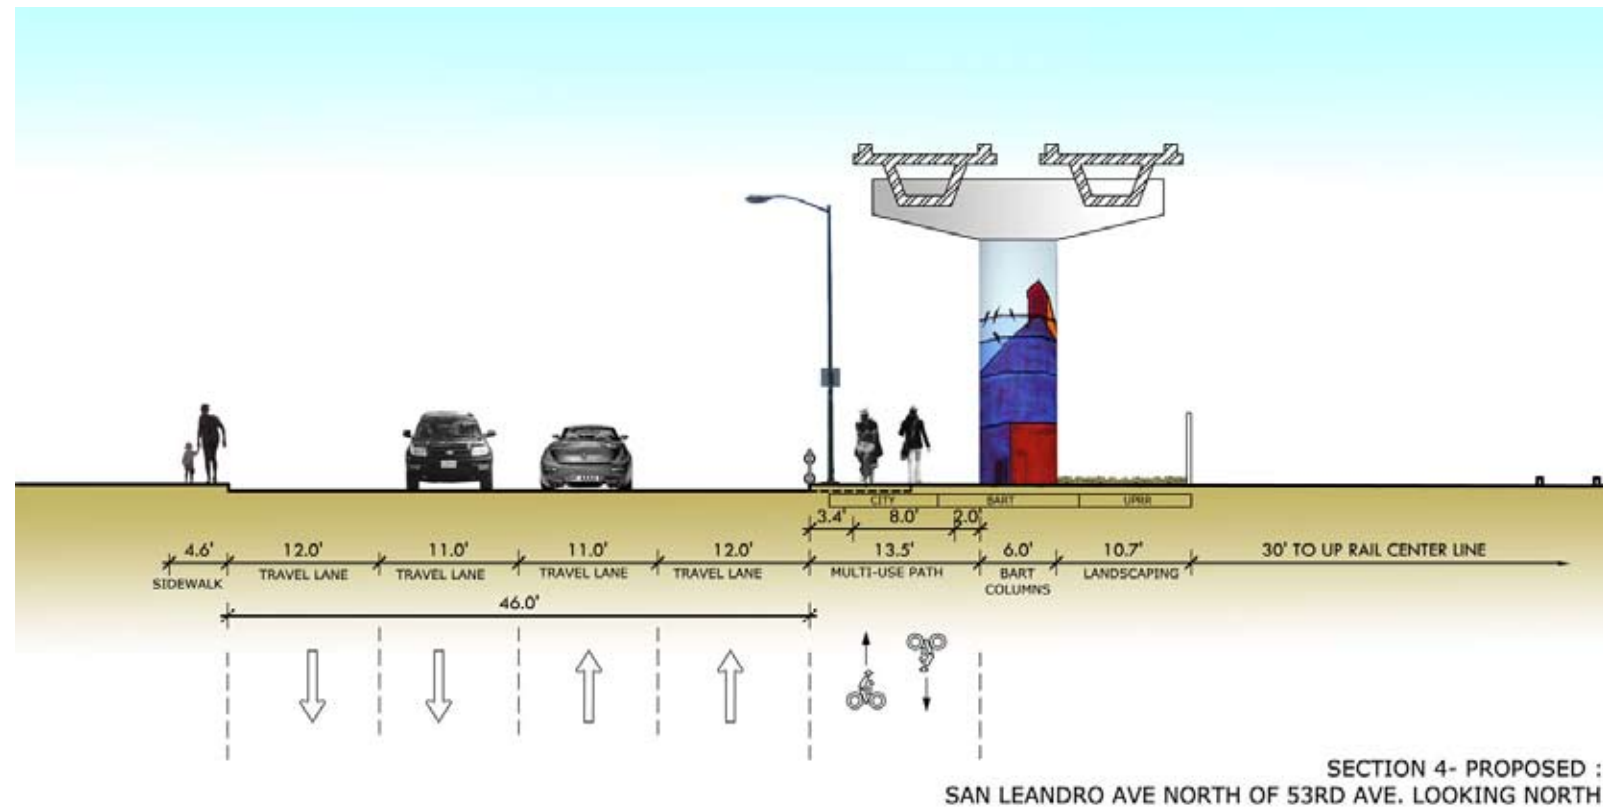 CITY BART UPRR
3.4' 8.0' 2.0'
4.6' 12.0' 11.0' 11.0' 12.0' 13.5' 6.0' 10.7' 30' TO UP RAIL CENTER LINE
SIDEWALK TRAVEL LANE TRAVEL LANE TRAVEL LANE TRAVEL LANE MULTI-USE PATH BART LANDSCAPING
COLUMNS
46.0'
SECTION 4- PROPOSED :
SAN LEANDRO AVE NORTH OF 53RD AVE. LOOKING NORTH